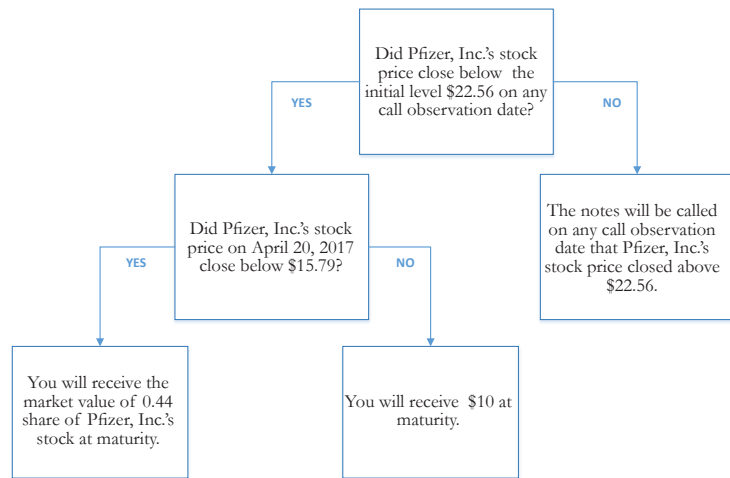 Did Pfizer, Inc.'s stock
price close below the
initial level $22.56 on any
call observation date?
YES
NO
Did Pfizer, Inc.'s stock
price on April 20, 2017
close below $15.79?
The notes will be called
on any call observation
date that Pfizer, Inc.'s
stock price closed above
$22.56.
YES
NO
You will receive the
market value of 0.44
share of Pfizer, Inc.'s
stock at maturity.
You will receive $10 at
maturity.